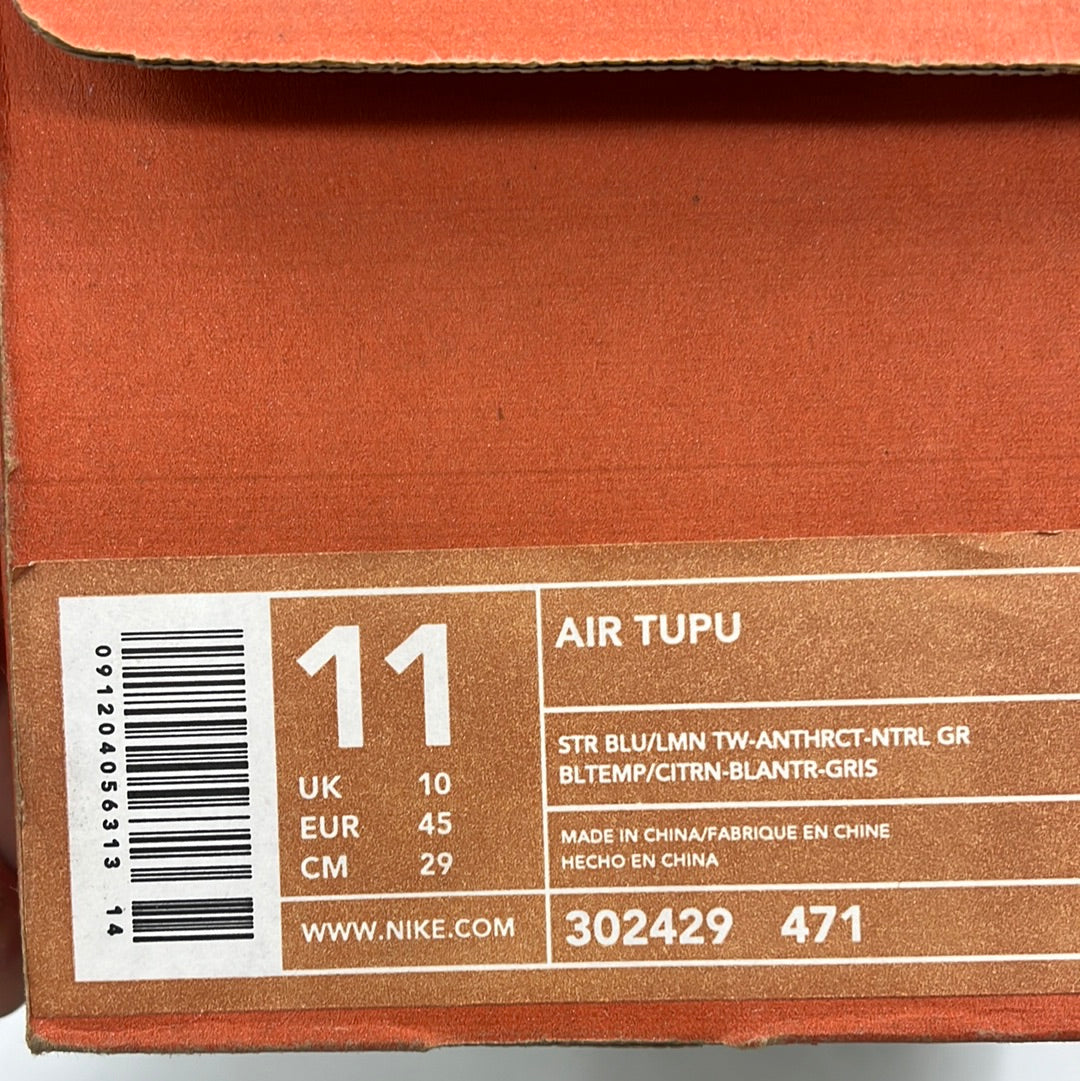 091204056313 14
11
UK 10
EUR 45
CM 29
WWW.NIKE.COM
AIR TUPU
STR BLU/LMN TW-ANTHRCT-NTRL GR
BLTEMP/CITRN-BLANTR-GRIS
MADE IN CHINA/FABRIQUE EN CHINE
HECHO EN CHINA
302429 471